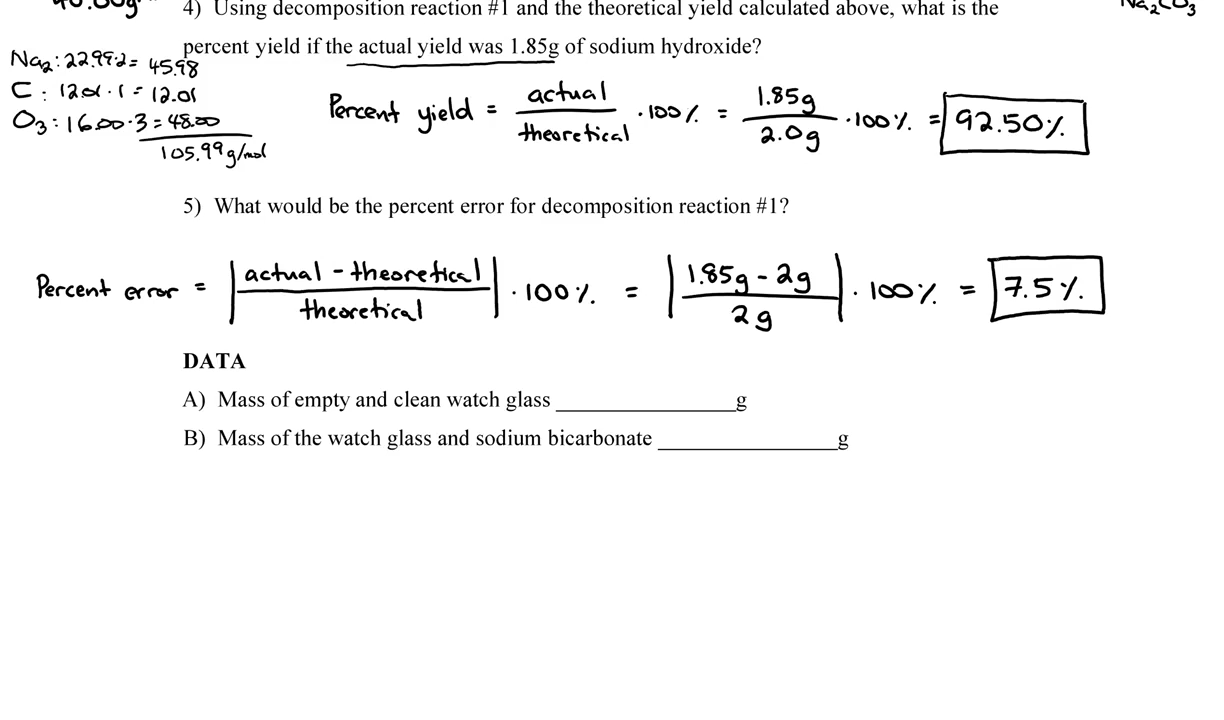 4) Using decomposition reaction #1 and the theoretical yield calculated above, what is the
Na₂CO₃
percent yield if the actual yield was 1.85g of sodium hydroxide?
Na₂ : 22.99·2 = 45.98
C : 12.01 · 1 = 12.01
O₃ : 16.00 · 3 = 48.00
105.99 g/mol
Percent yield = actual / theoretical · 100% = 1.85g / 2.0g · 100% = 92.50%
5) What would be the percent error for decomposition reaction #1?
Percent error = | actual - theoretical / theoretical | · 100% = | 1.85g - 2g / 2g | · 100% = 7.5%
DATA
A) Mass of empty and clean watch glass ________________g
B) Mass of the watch glass and sodium bicarbonate ________________g